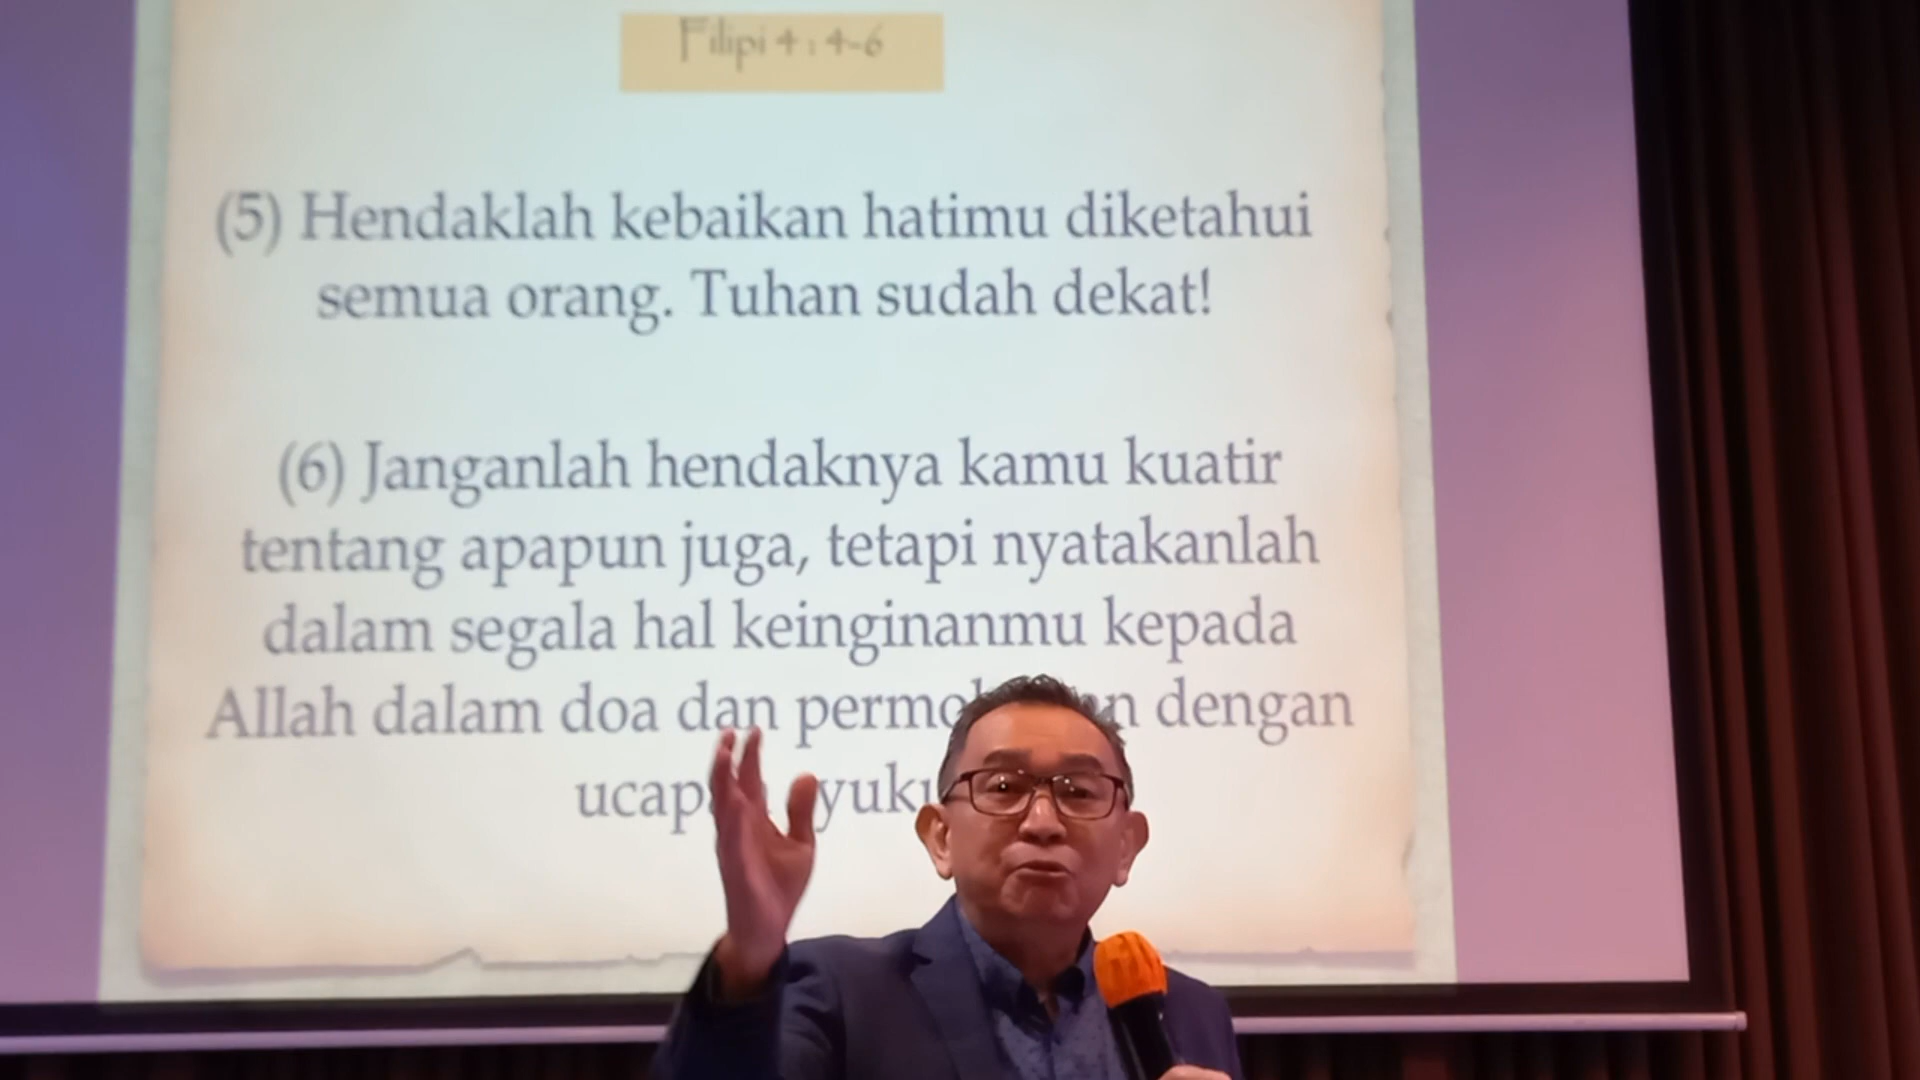 Filipi 4 : 4-6
(5) Hendaklah kebaikan hatimu diketahui
semua orang. Tuhan sudah dekat!
(6) Janganlah hendaknya kamu kuatir
tentang apapun juga, tetapi nyatakanlah
dalam segala hal keinginanmu kepada
Allah dalam doa dan dengan